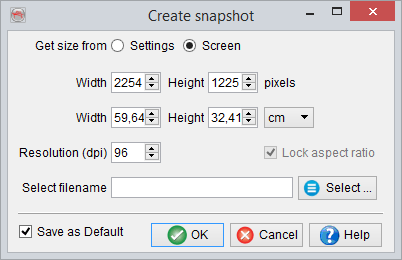 Create snapshot
Get size from Settings Screen
Width 2254 Height 1225 pixels
Width 59,64 Height 32,41 cm
Resolution (dpi) 96 Lock aspect ratio
Select filename Select ...
Save as Default OK Cancel Help